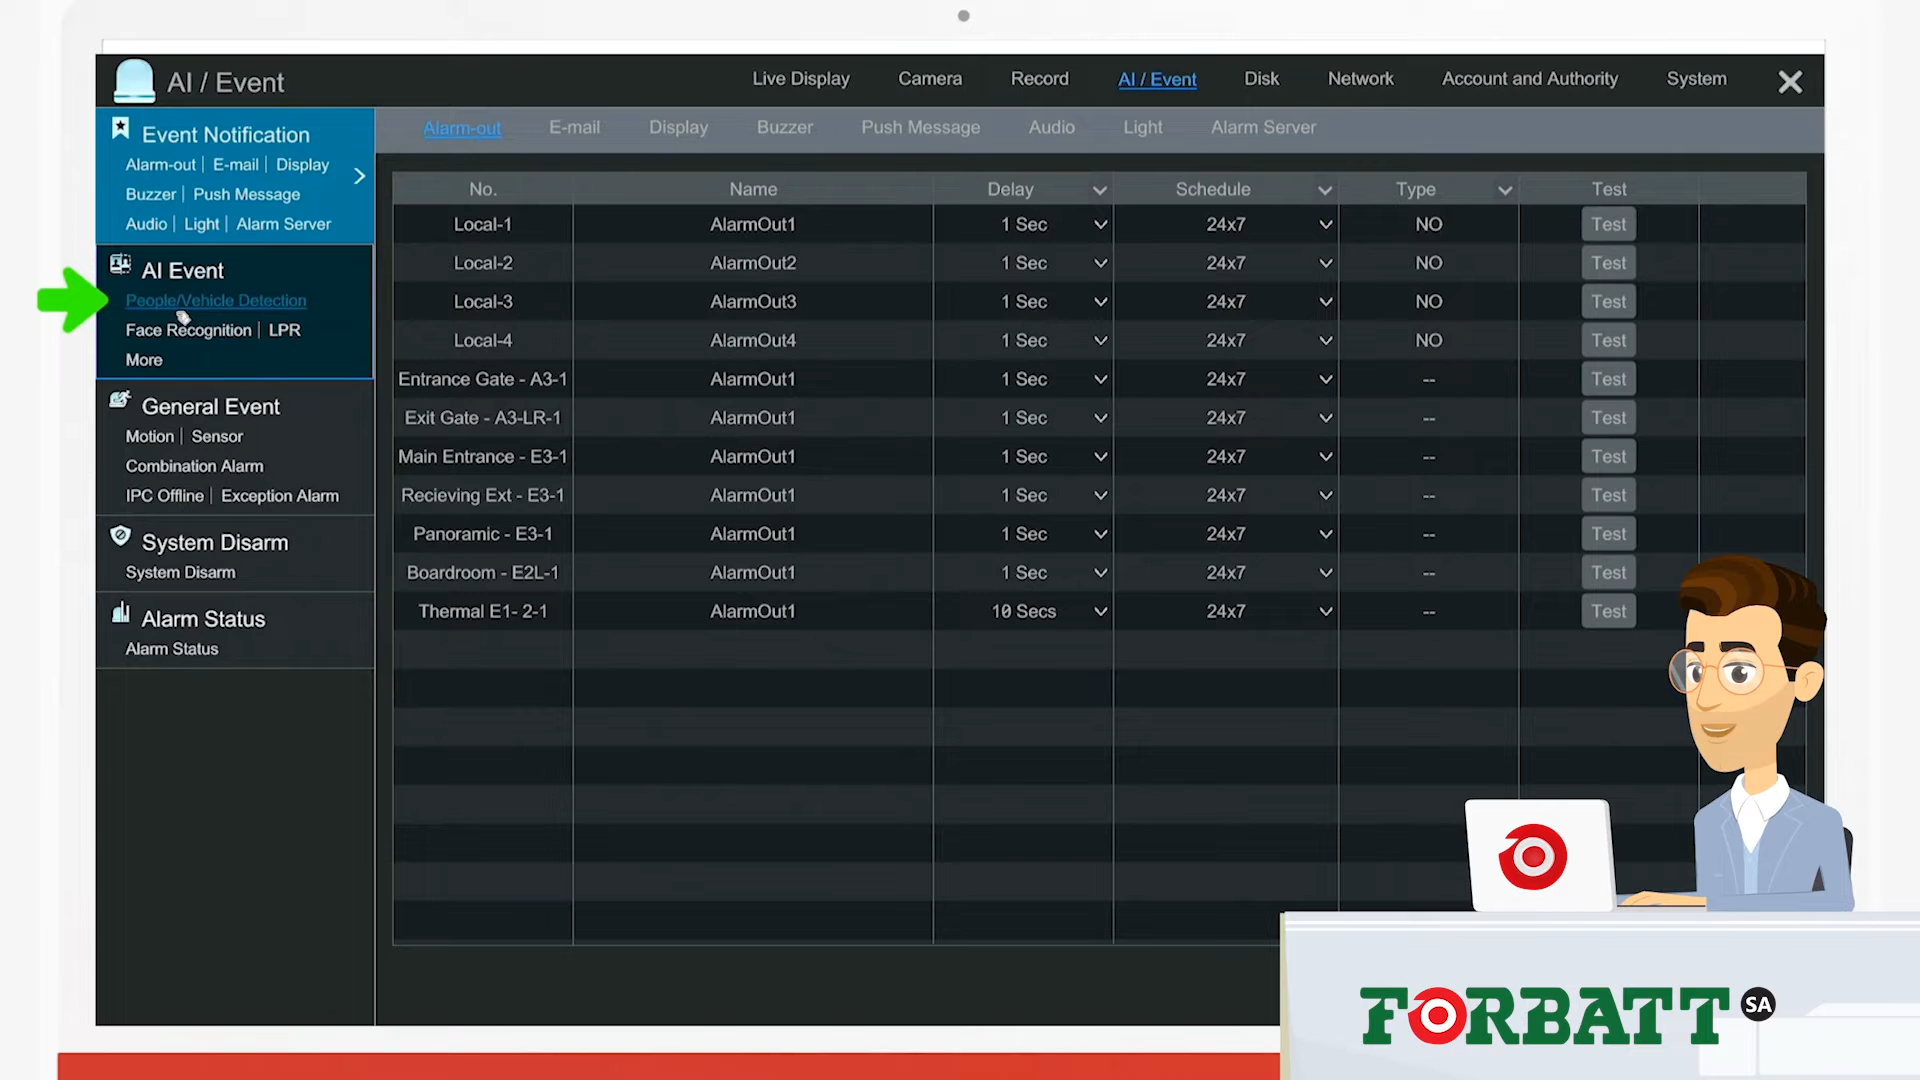 AI / Event
Live Display Camera Record AI / Event Disk Network Account and Authority System
Event Notification
Alarm-out | E-mail | Display
Buzzer | Push Message
Audio | Light | Alarm Server
AI Event
People/Vehicle Detection
Face Recognition | LPR
More
General Event
Motion | Sensor
Combination Alarm
IPC Offline | Exception Alarm
System Disarm
System Disarm
Alarm Status
Alarm Status
Alarm-out E-mail Display Buzzer Push Message Audio Light Alarm Server
No. Name Delay Schedule Type Test
Local-1 AlarmOut1 1 Sec 24x7 NO Test
Local-2 AlarmOut2 1 Sec 24x7 NO Test
Local-3 AlarmOut3 1 Sec 24x7 NO Test
Local-4 AlarmOut4 1 Sec 24x7 NO Test
Entrance Gate - A3-1 AlarmOut1 1 Sec 24x7 -- Test
Exit Gate - A3-LR-1 AlarmOut1 1 Sec 24x7 -- Test
Main Entrance - E3-1 AlarmOut1 1 Sec 24x7 -- Test
Recieving Ext - E3-1 AlarmOut1 1 Sec 24x7 -- Test
Panoramic - E3-1 AlarmOut1 1 Sec 24x7 -- Test
Boardroom - E2L-1 AlarmOut1 1 Sec 24x7 -- Test
Thermal E1- 2-1 AlarmOut1 10 Secs 24x7 -- Test
FORBATT SA